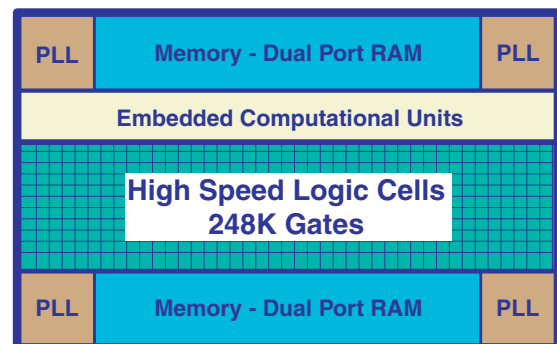 PLL Memory - Dual Port RAM PLL
Embedded Computational Units
High Speed Logic Cells
248K Gates
PLL Memory - Dual Port RAM PLL